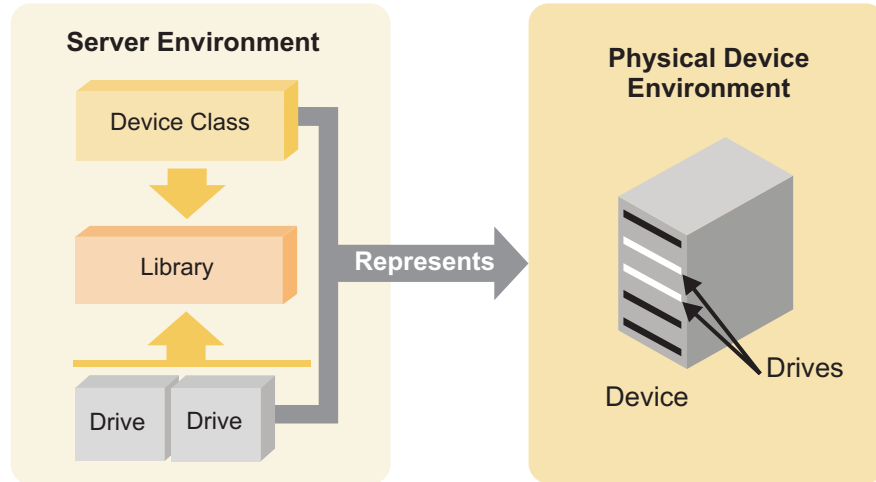 Server Environment
Device Class
Library
Drive
Drive
Represents
Physical Device
Environment
Drives
Device